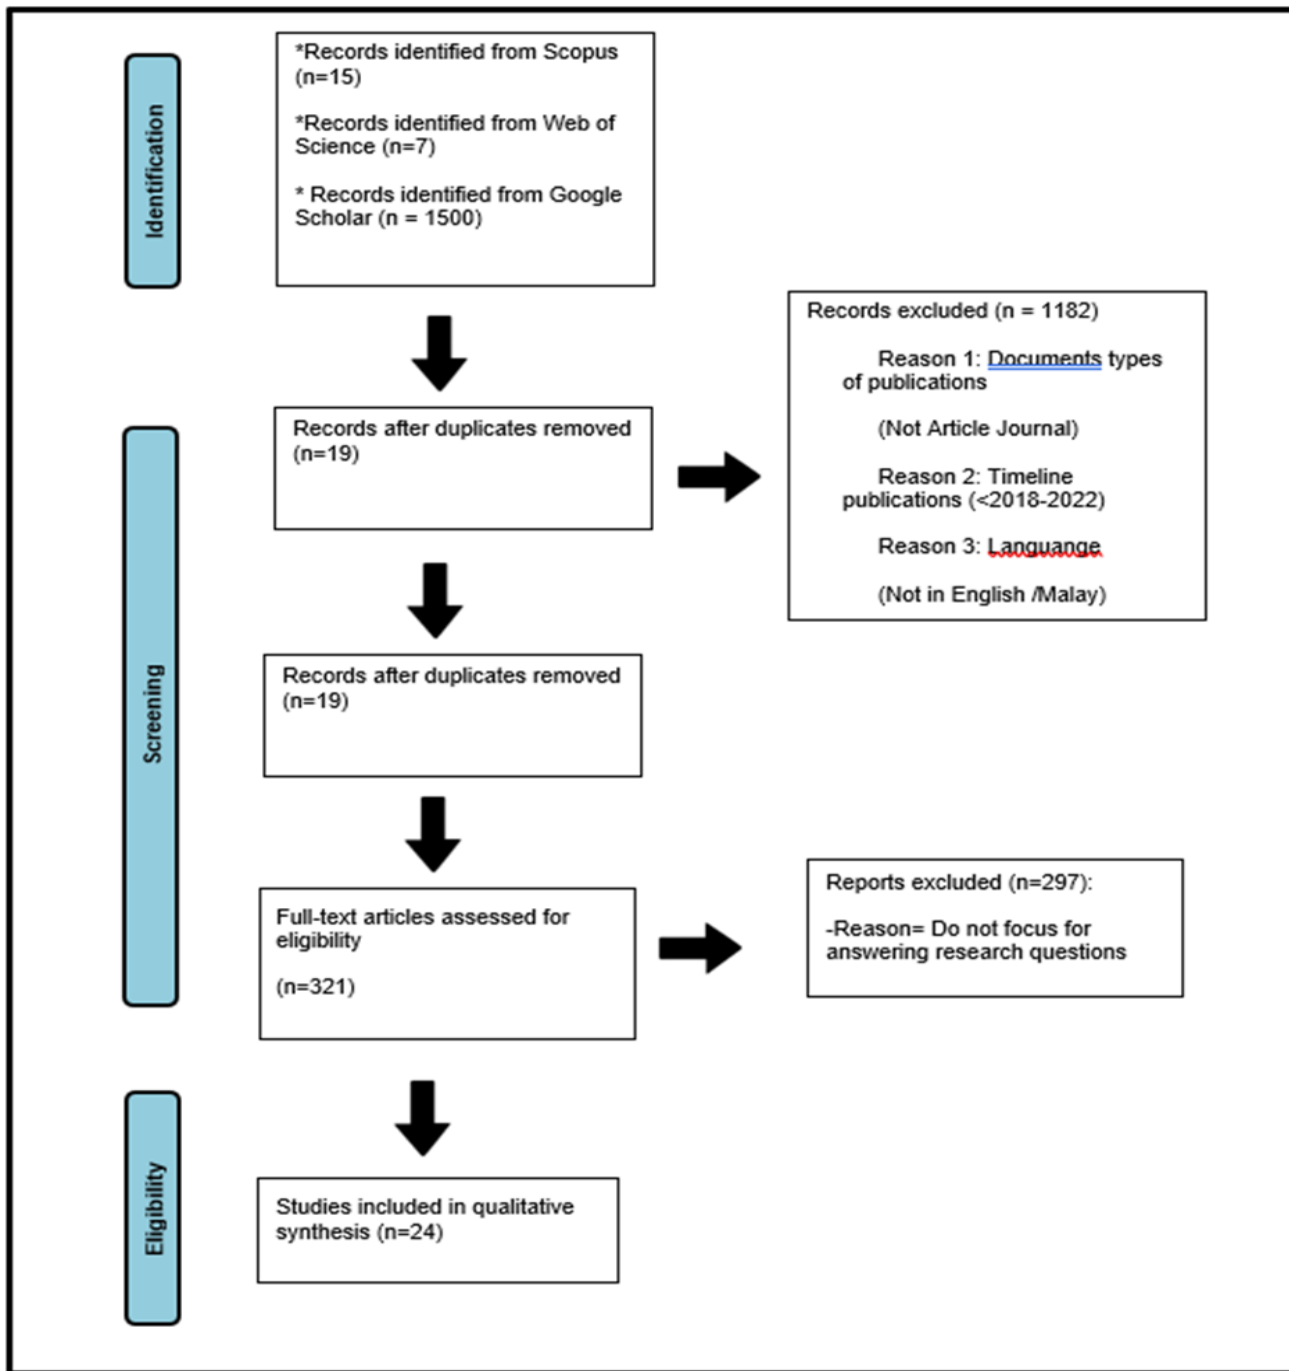 Identification
*Records identified from Scopus
(n=15)
*Records identified from Web of
Science (n=7)
* Records identified from Google
Scholar (n = 1500)
Records excluded (n = 1182)
Reason 1: Documents types
of publications
(Not Article Journal)
Reason 2: Timeline
publications (<2018-2022)
Reason 3: Languange
(Not in English /Malay)
Screening
Records after duplicates removed
(n=19)
Records after duplicates removed
(n=19)
Full-text articles assessed for
eligibility
(n=321)
Reports excluded (n=297):
-Reason= Do not focus for
answering research questions
Eligibility
Studies included in qualitative
synthesis (n=24)